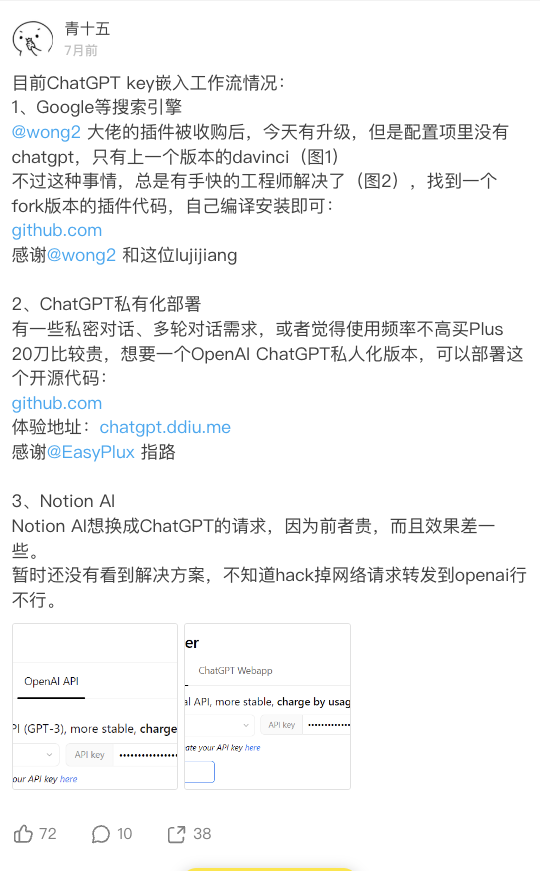 青十五
7月前
目前ChatGPT key嵌入工作流情况：
1、Google等搜索引擎
@wong2 大佬的插件被收购后，今天有升级，但是配置项里没有
chatgpt，只有上一个版本的davinci（图1）
不过这种事情，总是有手快的工程师解决了（图2），找到一个
fork版本的插件代码，自己编译安装即可：
github.com
感谢@wong2 和这位lujijiang
2、ChatGPT私有化部署
有一些私密对话、多轮对话需求，或者觉得使用频率不高买Plus
20刀比较贵，想要一个OpenAI ChatGPT私人化版本，可以部署这
个开源代码：
github.com
体验地址：chatgpt.ddiu.me
感谢@EasyPlux 指路
3、Notion AI
Notion AI想换成ChatGPT的请求，因为前者贵，而且效果差一
些。
暂时还没有看到解决方案，不知道hack掉网络请求转发到openai行
不行。
OpenAI API
PI (GPT-3), more stable, charge
API key ••••••••••••••••
our API key here
er
ChatGPT Webapp
al API, more stable, charge by usag
API key ••••••••••••
ate your API key here
72 10 38